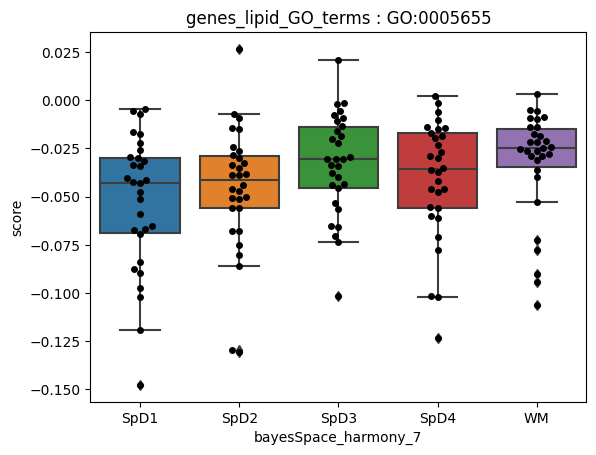 genes_lipid_GO_terms : GO:0005655
0.025
0.000
−0.025
−0.050
−0.075
−0.100
−0.125
−0.150
score
SpD1 SpD2 SpD3 SpD4 WM
bayesSpace_harmony_7